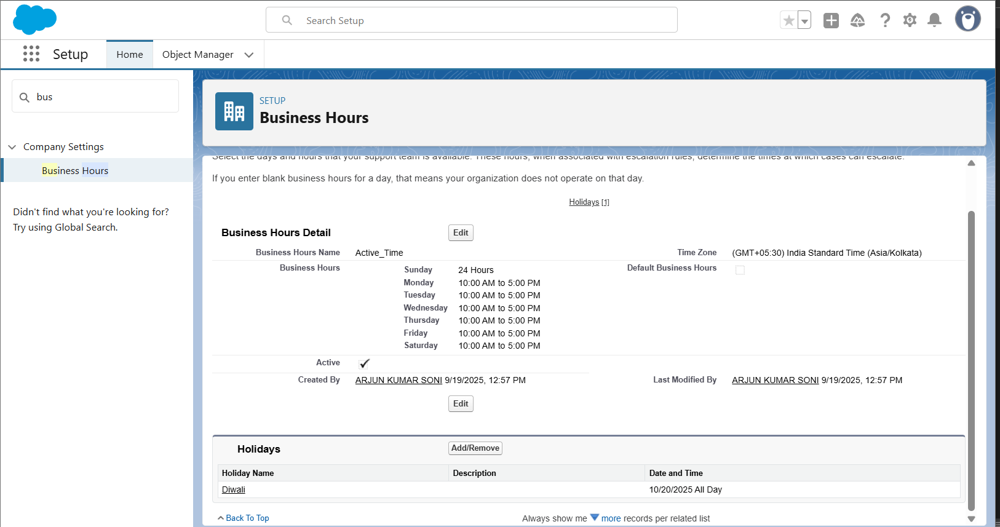 Search Setup
Setup
Home
Object Manager
bus
Company Settings
Business Hours
Didn't find what you're looking for?
Try using Global Search.
SETUP
Business Hours
Select the days and hours that your support team is available. These hours, when associated with escalation rules, determine the times at which cases can escalate.
If you enter blank business hours for a day, that means your organization does not operate on that day.
Holidays [1]
Business Hours Detail Edit
Business Hours Name Active_Time Time Zone (GMT+05:30) India Standard Time (Asia/Kolkata)
Business Hours Default Business Hours
Sunday 24 Hours
Monday 10:00 AM to 5:00 PM
Tuesday 10:00 AM to 5:00 PM
Wednesday 10:00 AM to 5:00 PM
Thursday 10:00 AM to 5:00 PM
Friday 10:00 AM to 5:00 PM
Saturday 10:00 AM to 5:00 PM
Active
Created By ARJUN KUMAR SONI 9/19/2025, 12:57 PM Last Modified By ARJUN KUMAR SONI 9/19/2025, 12:57 PM
Edit
Holidays Add/Remove
Holiday Name Description Date and Time
Diwali 10/20/2025 All Day
Back To Top Always show me more records per related list